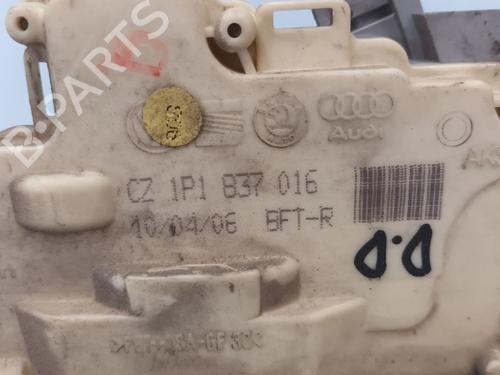 B-PARTS
Audi
CZ 1P1 837 016
10/04/06 BFT-R
D.D